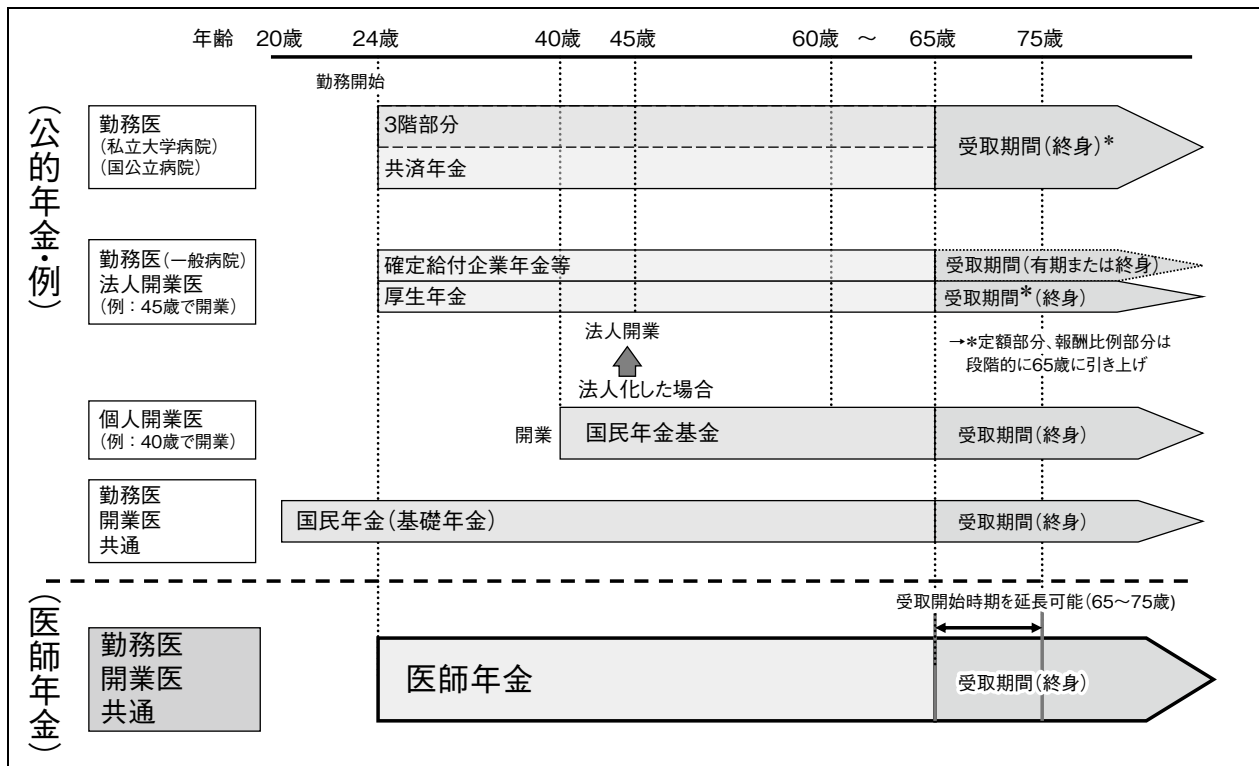 年齢 20歳 24歳 40歳 45歳 60歳 ～ 65歳 75歳
勤務開始
（公的年金・例）
勤務医
（私立大学病院）
（国公立病院）
3階部分
共済年金
受取期間（終身）*
勤務医（一般病院）
法人開業医
（例：45歳で開業）
確定給付企業年金等
受取期間（有期または終身）
厚生年金
受取期間*（終身）
法人開業
法人化した場合
→*定額部分、報酬比例部分は
段階的に65歳に引き上げ
個人開業医
（例：40歳で開業）
開業
国民年金基金
受取期間（終身）
勤務医
開業医
共通
国民年金（基礎年金）
受取期間（終身）
（医師年金）
受取開始時期を延長可能（65～75歳）
勤務医
開業医
共通
医師年金
受取期間（終身）